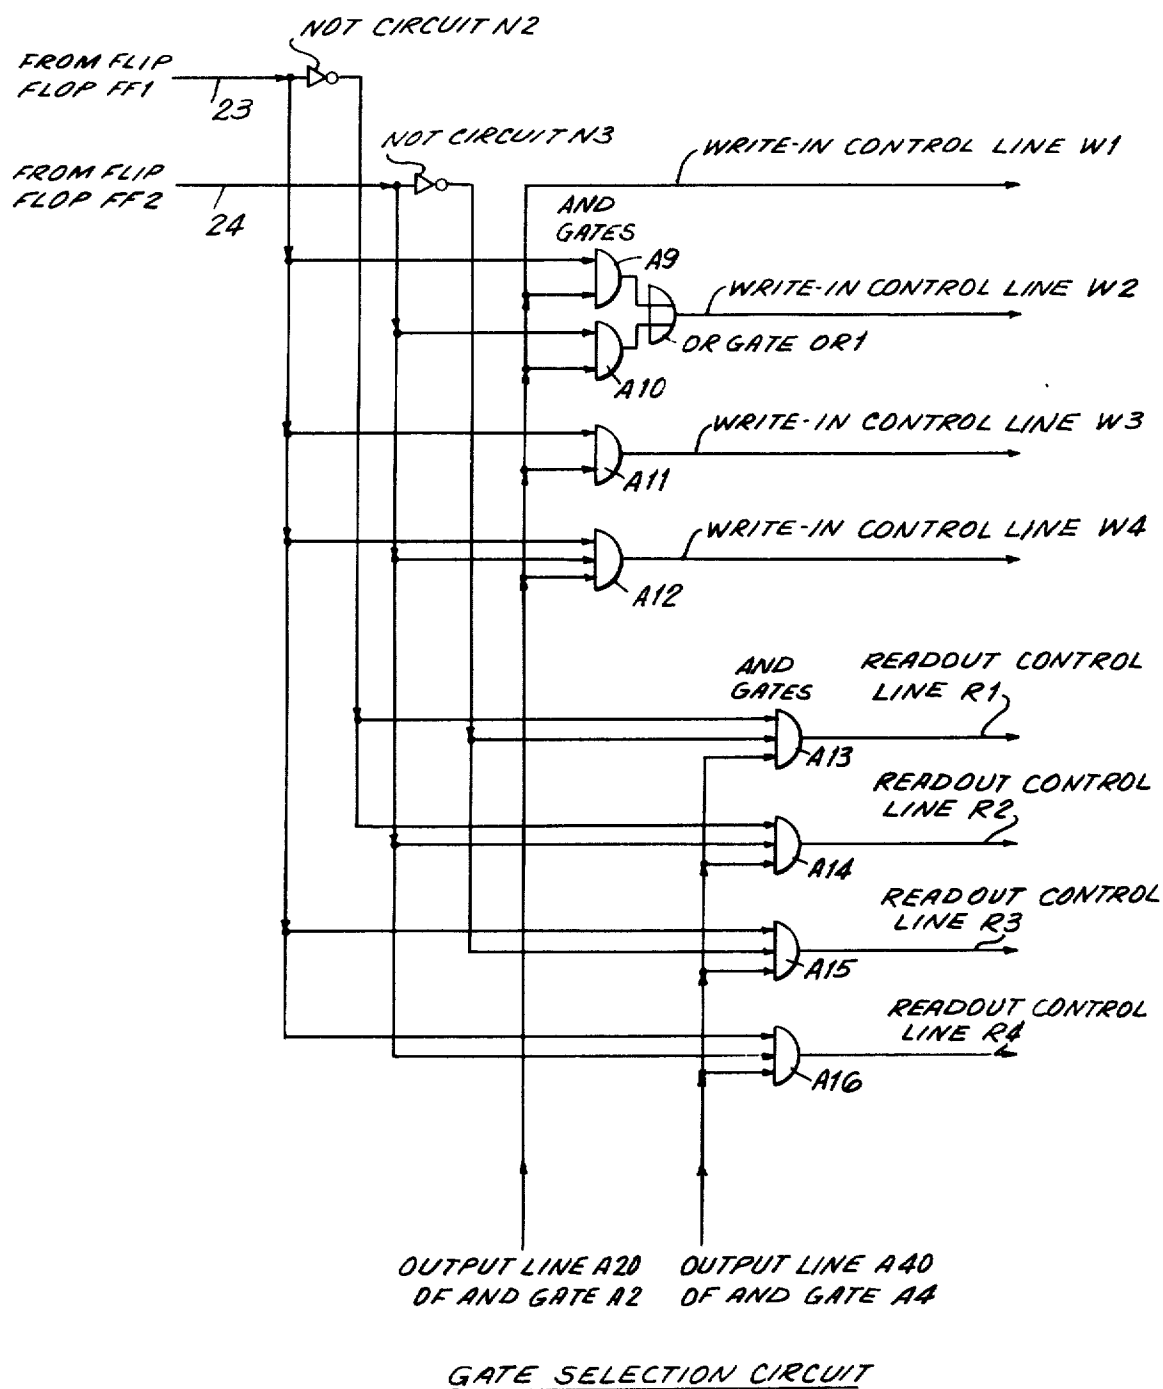 NOT CIRCUIT N2
FROM FLIP
FLOP FF1
23
NOT CIRCUIT N3
WRITE-IN CONTROL LINE W1
FROM FLIP
FLOP FF2
24
AND
GATES
A9
WRITE-IN CONTROL LINE W2
OR GATE OR1
A10
WRITE-IN CONTROL LINE W3
A11
WRITE-IN CONTROL LINE W4
A12
AND
GATES
READOUT CONTROL
LINE R1
A13
READOUT CONTROL
LINE R2
A14
READOUT CONTROL
LINE R3
A15
READOUT CONTROL
LINE R4
A16
OUTPUT LINE A20
OF AND GATE A2
OUTPUT LINE A40
OF AND GATE A4
GATE SELECTION CIRCUIT